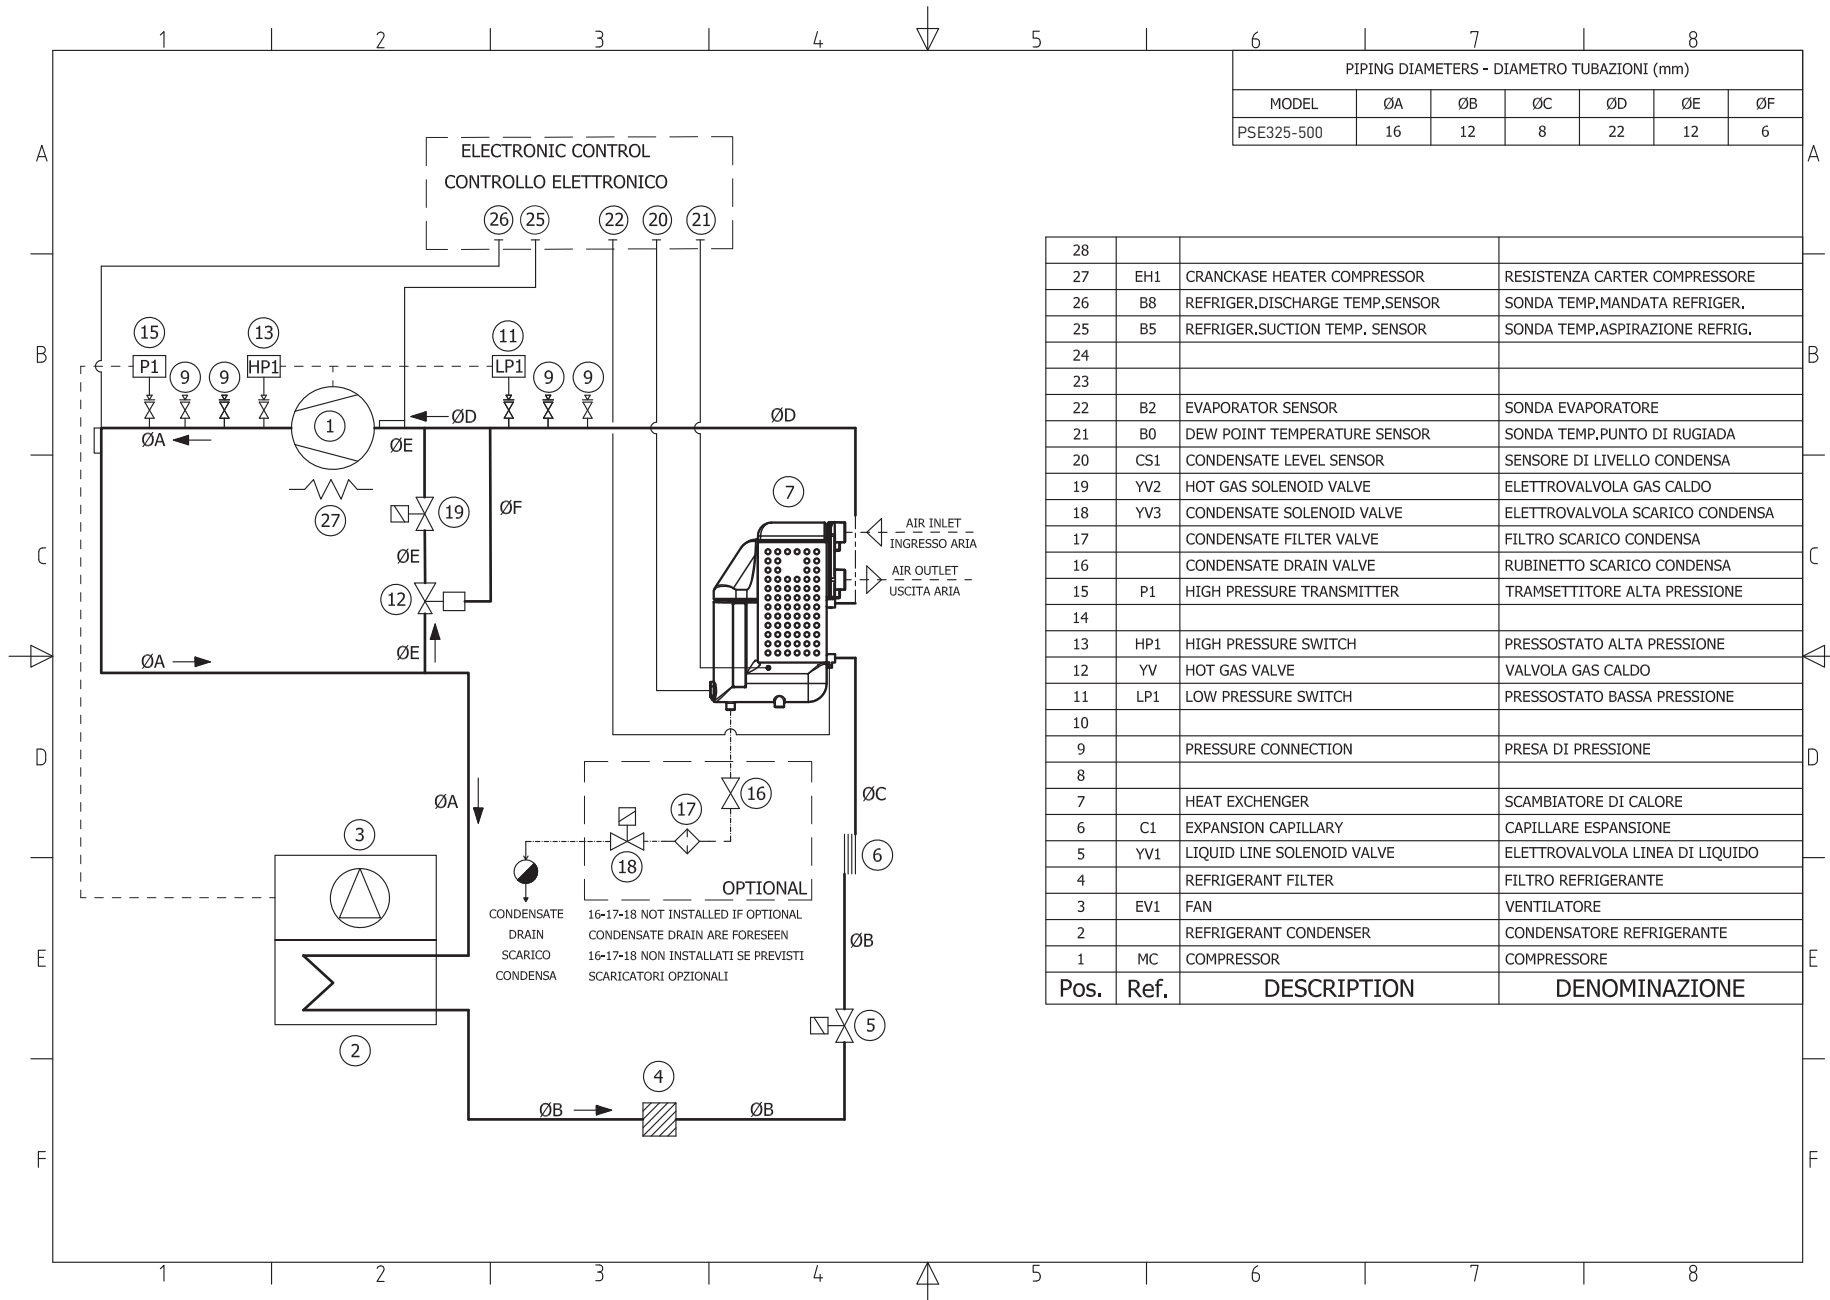 1 2 3 4 5 6 7 8
PIPING DIAMETERS - DIAMETRO TUBAZIONI (mm)
MODEL ØA ØB ØC ØD ØE ØF
PSE325-500 16 12 8 22 12 6
A A
ELECTRONIC CONTROL
CONTROLLO ELETTRONICO
26 25 22 20 21
15 13 11
B B
P1 9 9 HP1 LP1 9 9
1
ØD ØD
ØA ØE
7
27 19 ØF
AIR INLET
INGRESSO ARIA
C C
ØE
AIR OUTLET
USCITA ARIA
12
ØA ØE
D D
ØA
16
17
ØC
3
18
6
OPTIONAL
CONDENSATE
DRAIN
SCARICO
CONDENSA
16-17-18 NOT INSTALLED IF OPTIONAL
CONDENSATE DRAIN ARE FORESEEN
16-17-18 NON INSTALLATI SE PREVISTI
SCARICATORI OPZIONALI
ØB
E E
5
2
4
ØB ØB
F F
28
27 EH1 CRANCKASE HEATER COMPRESSOR RESISTENZA CARTER COMPRESSORE
26 B8 REFRIGER.DISCHARGE TEMP.SENSOR SONDA TEMP.MANDATA REFRIGER.
25 B5 REFRIGER.SUCTION TEMP. SENSOR SONDA TEMP.ASPIRAZIONE REFRIG.
24
23
22 B2 EVAPORATOR SENSOR SONDA EVAPORATORE
21 B0 DEW POINT TEMPERATURE SENSOR SONDA TEMP.PUNTO DI RUGIADA
20 CS1 CONDENSATE LEVEL SENSOR SENSORE DI LIVELLO CONDENSA
19 YV2 HOT GAS SOLENOID VALVE ELETTROVALVOLA GAS CALDO
18 YV3 CONDENSATE SOLENOID VALVE ELETTROVALVOLA SCARICO CONDENSA
17 CONDENSATE FILTER VALVE FILTRO SCARICO CONDENSA
16 CONDENSATE DRAIN VALVE RUBINETTO SCARICO CONDENSA
15 P1 HIGH PRESSURE TRANSMITTER TRAMSETTITORE ALTA PRESSIONE
14
13 HP1 HIGH PRESSURE SWITCH PRESSOSTATO ALTA PRESSIONE
12 YV HOT GAS VALVE VALVOLA GAS CALDO
11 LP1 LOW PRESSURE SWITCH PRESSOSTATO BASSA PRESSIONE
10
9 PRESSURE CONNECTION PRESA DI PRESSIONE
8
7 HEAT EXCHENGER SCAMBIATORE DI CALORE
6 C1 EXPANSION CAPILLARY CAPILLARE ESPANSIONE
5 YV1 LIQUID LINE SOLENOID VALVE ELETTROVALVOLA LINEA DI LIQUIDO
4 REFRIGERANT FILTER FILTRO REFRIGERANTE
3 EV1 FAN VENTILATORE
2 REFRIGERANT CONDENSER CONDENSATORE REFRIGERANTE
1 MC COMPRESSOR COMPRESSORE
Pos. Ref. DESCRIPTION DENOMINAZIONE
1 2 3 4 5 6 7 8